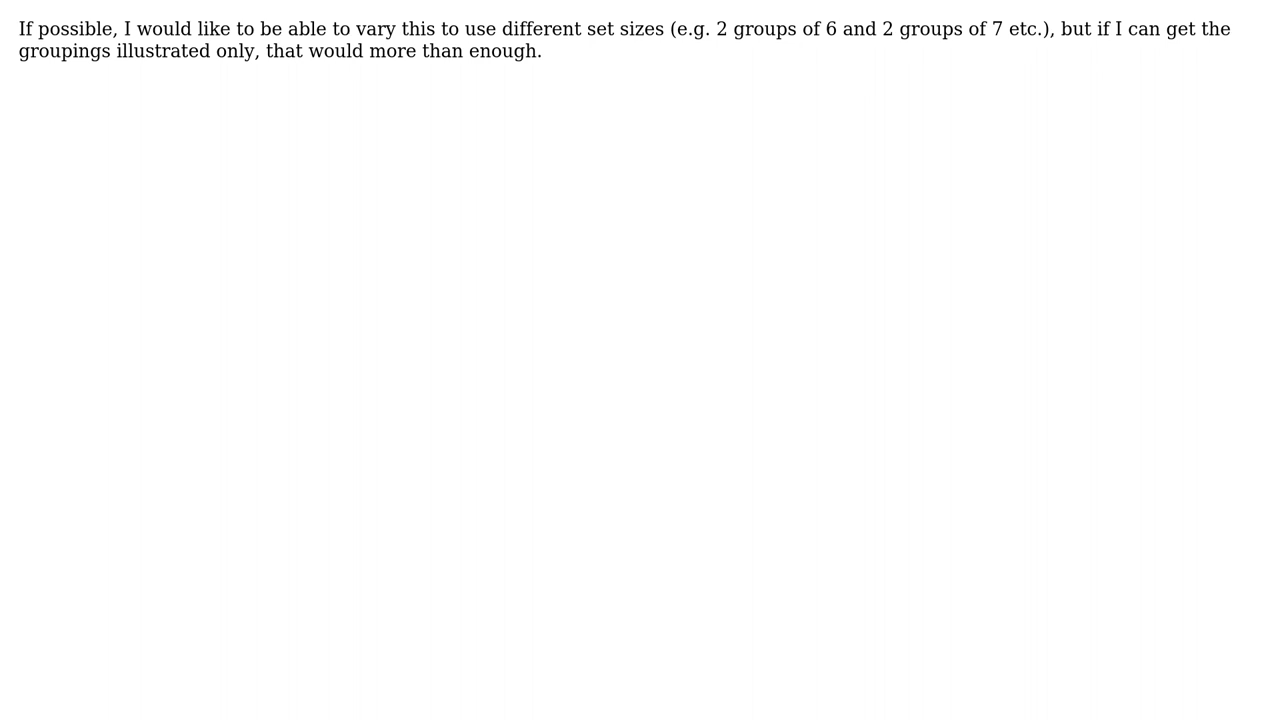 If possible, I would like to be able to vary this to use different set sizes (e.g. 2 groups of 6 and 2 groups of 7 etc.), but if I can get the
groupings illustrated only, that would more than enough.